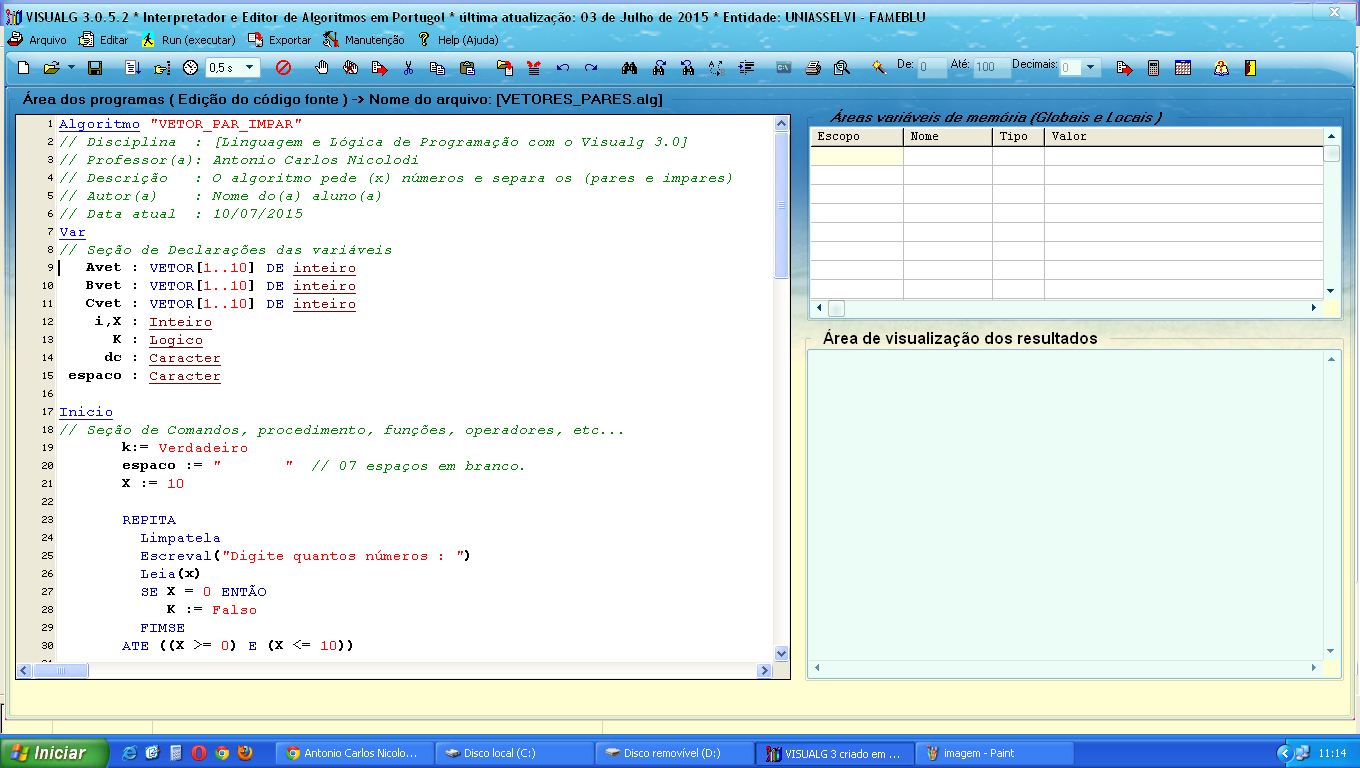 VISUALG 3.0.5.2 * Interpretador e Editor de Algoritmos em Portugol * última atualização: 03 de Julho de 2015 * Entidade: UNIASSELVI - FAMEBLU
Arquivo Editar Run (executar) Exportar Manutenção Help (Ajuda)
0,5 s De: 0 Até: 100 Decimais: 0
Área dos programas ( Edição do código fonte ) -> Nome do arquivo: [VETORES_PARES.alg]
1 Algoritmo "VETOR_PAR_IMPAR"
2 // Disciplina : [Linguagem e Lógica de Programação com o Visualg 3.0]
3 // Professor(a): Antonio Carlos Nicolodi
4 // Descrição : O algoritmo pede (x) números e separa os (pares e impares)
5 // Autor(a) : Nome do(a) aluno(a)
6 // Data atual : 10/07/2015
7 Var
8 // Seção de Declarações das variáveis
9 Avet : VETOR[1..10] DE inteiro
10 Bvet : VETOR[1..10] DE inteiro
11 Cvet : VETOR[1..10] DE inteiro
12 i,X : Inteiro
13 K : Logico
14 dc : Caracter
15 espaco : Caracter
16
17 Inicio
18 // Seção de Comandos, procedimento, funções, operadores, etc...
19 k:= Verdadeiro
20 espaco := "        " // 07 espaços em branco.
21 X := 10
22
23 REPITA
24 Limpatela
25 Escreval("Digite quantos números : ")
26 Leia(x)
27 SE X = 0 ENTÃO
28 K := Falso
29 FIMSE
30 ATE ((X >= 0) E (X <= 10))
Áreas variáveis de memória (Globais e Locais )
Escopo Nome Tipo Valor
Área de visualização dos resultados
Iniciar Antonio Carlos Nicolo... Disco local (C:) Disco removível (D:) VISUALG 3 criado em ... imagem - Paint 11:14